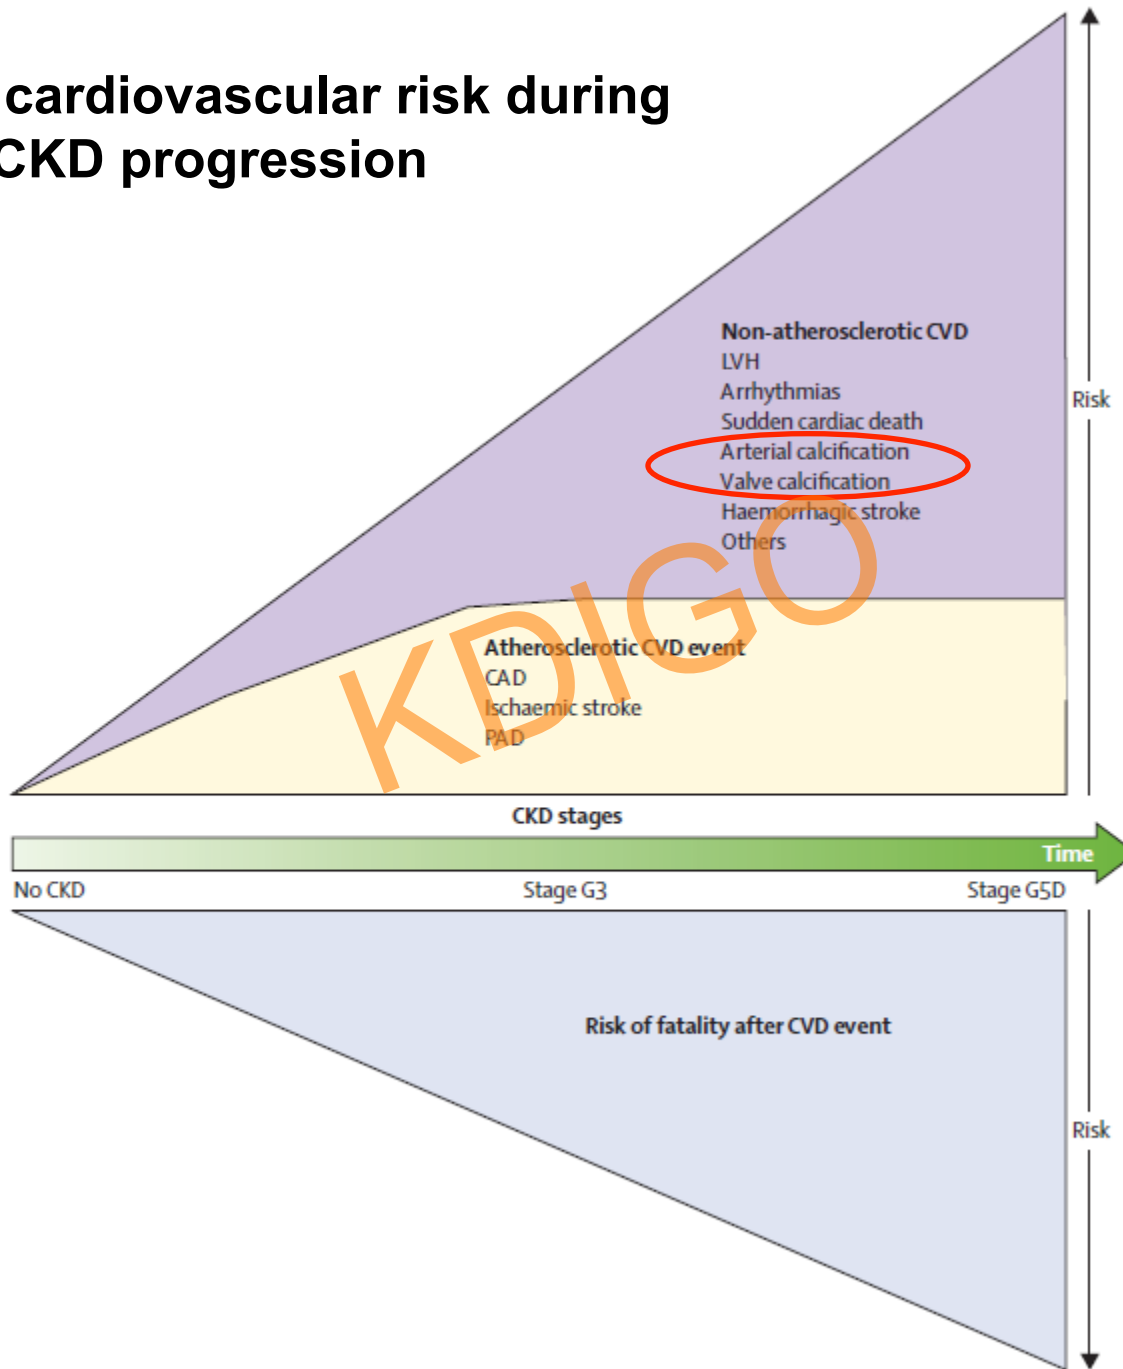 cardiovascular risk during
CKD progression
Non-atherosclerotic CVD
LVH
Arrhythmias
Sudden cardiac death
Arterial calcification
Valve calcification
Haemorrhagic stroke
Others
Risk
KDIGO
Atherosclerotic CVD event
CAD
Ischaemic stroke
PAD
CKD stages
Time
No CKD
Stage G3
Stage G5D
Risk of fatality after CVD event
Risk